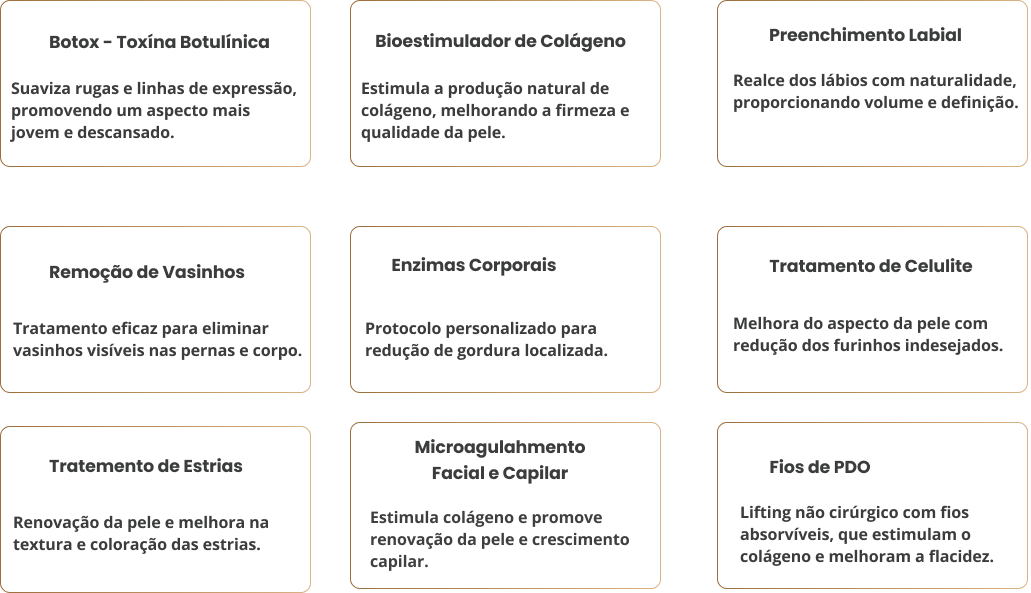 Botox - Toxína Botulínica
Suaviza rugas e linhas de expressão,
promovendo um aspecto mais
jovem e descansado.
Bioestimulador de Colágeno
Estimula a produção natural de
colágeno, melhorando a firmeza e
qualidade da pele.
Preenchimento Labial
Realce dos lábios com naturalidade,
proporcionando volume e definição.
Remoção de Vasinhos
Tratamento eficaz para eliminar
vasinhos visíveis nas pernas e corpo.
Enzimas Corporais
Protocolo personalizado para
redução de gordura localizada.
Tratamento de Celulite
Melhora do aspecto da pele com
redução dos furinhos indesejados.
Tratemento de Estrias
Renovação da pele e melhora na
textura e coloração das estrias.
Microagulahmento
Facial e Capilar
Estimula colágeno e promove
renovação da pele e crescimento
capilar.
Fios de PDO
Lifting não cirúrgico com fios
absorvíveis, que estimulam o
colágeno e melhoram a flacidez.